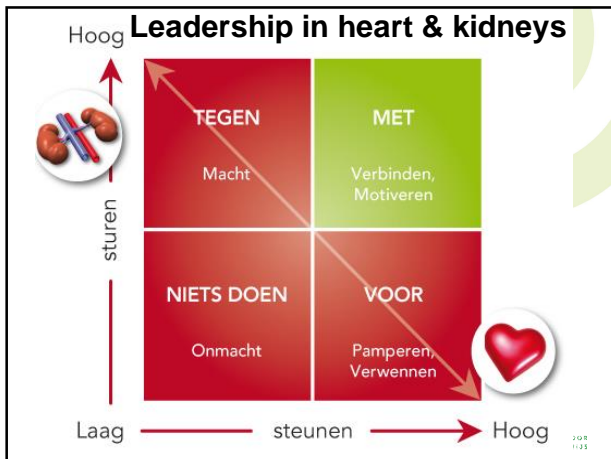 Leadership in heart & kidneys
Hoog
TEGEN
Macht
MET
Verbinden,
Motiveren
sturen
NIETS DOEN
Onmacht
VOOR
Pamperen,
Verwennen
Laag
steunen
Hoog